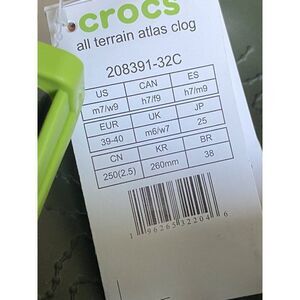 crocs
all terrain atlas clog
208391-32C
US CAN ES
m7/w9 h7/f9 h7/m9
EUR UK JP
39-40 m6/w7 25
CN KR BR
250(2,5) 260mm 38
1 96265 32204 6